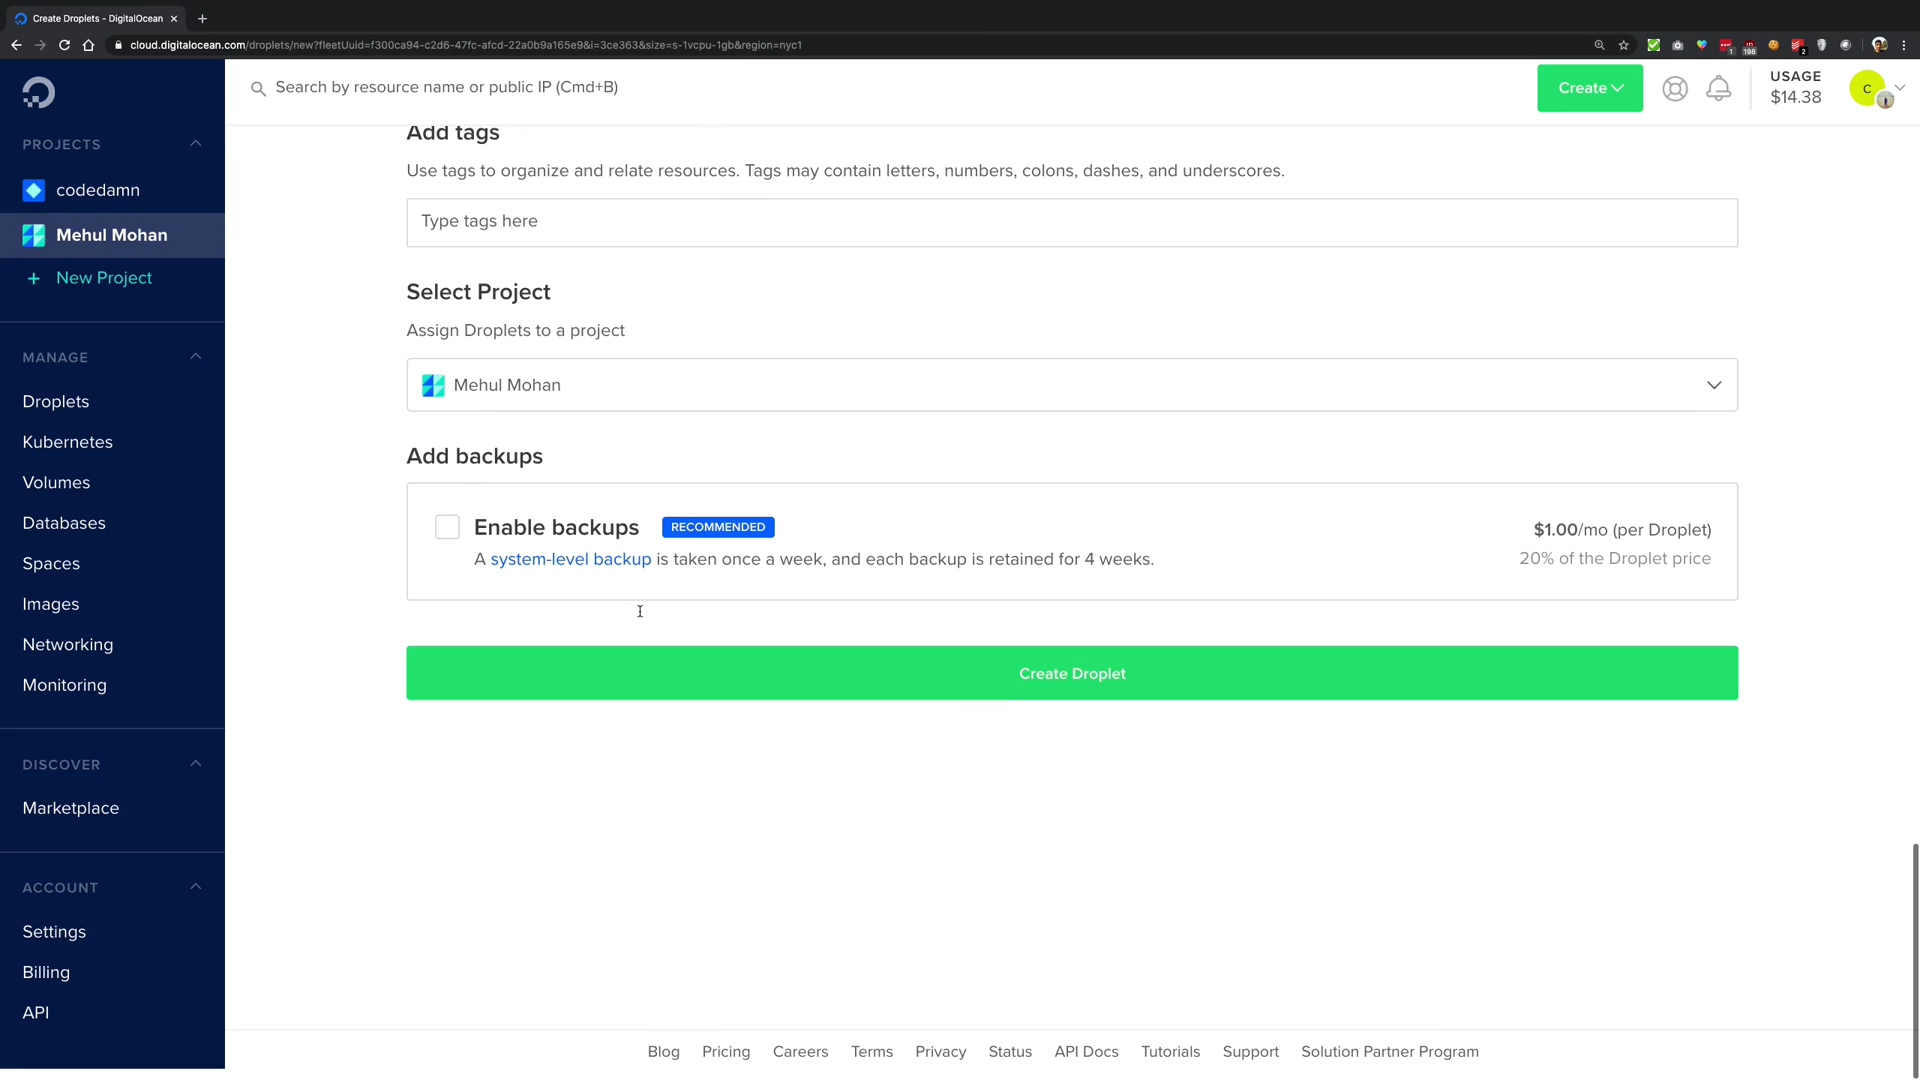 Create Droplets - DigitalOcean
cloud.digitalocean.com/droplets/new?fleetUuid=f300ca94-c2d6-47fc-afcd-22a0b9a165e9&i=3ce363&size=s-1vcpu-1gb&region=nyc1
1
198
2
Search by resource name or public IP (Cmd+B)
Create
USAGE
$14.38
C
PROJECTS
codedamn
Mehul Mohan
+ New Project
MANAGE
Droplets
Kubernetes
Volumes
Databases
Spaces
Images
Networking
Monitoring
DISCOVER
Marketplace
ACCOUNT
Settings
Billing
API
Add tags
Use tags to organize and relate resources. Tags may contain letters, numbers, colons, dashes, and underscores.
Type tags here
Select Project
Assign Droplets to a project
Mehul Mohan
Add backups
Enable backups RECOMMENDED
$1.00/mo (per Droplet)
A system-level backup is taken once a week, and each backup is retained for 4 weeks.
20% of the Droplet price
Create Droplet
Blog Pricing Careers Terms Privacy Status API Docs Tutorials Support Solution Partner Program